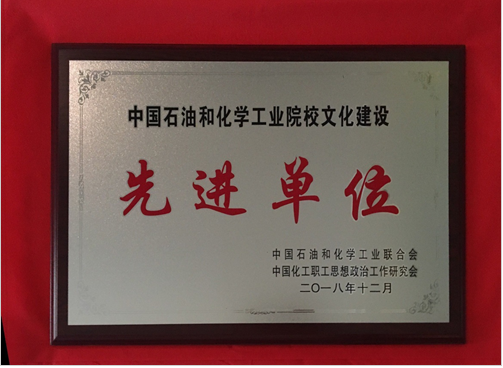 中国石油和化学工业院校文化建设
先进单位
中国石油和化学工业联合会
中国化工职工思想政治工作研究会
二〇一八年十二月